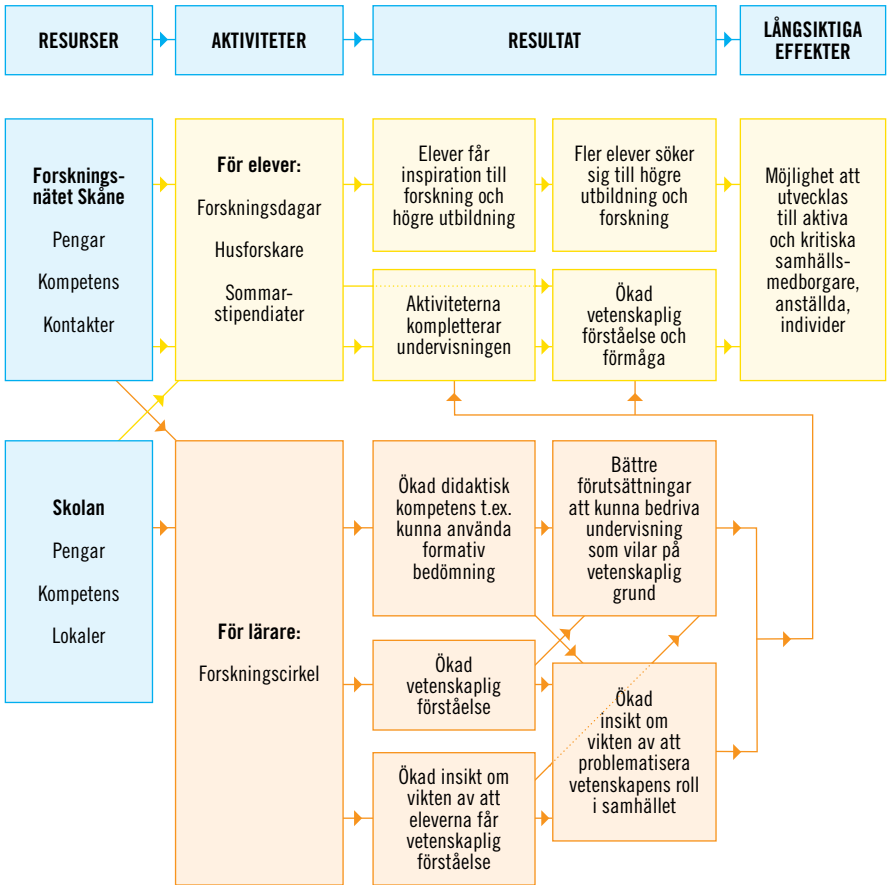 RESURSER
AKTIVITETER
RESULTAT
LÅNGSIKTIGA
EFFEKTER
Forsknings-
nätet Skåne
Pengar
Kompetens
Kontakter
För elever:
Forskningsdagar
Husforskare
Sommar-
stipendiater
Elever får
inspiration till
forskning och
högre utbildning
Fler elever söker
sig till högre
utbildning och
forskning
Aktiviteterna
kompletterar
undervisningen
Ökad
vetenskaplig
förståelse och
förmåga
Möjlighet att
utvecklas
till aktiva
och kritiska
samhälls-
medborgare,
anställda,
individer
Skolan
Pengar
Kompetens
Lokaler
För lärare:
Forskningscirkel
Ökad didaktisk
kompetens t.ex.
kunna använda
formativ
bedömning
Bättre
förutsättningar
att kunna bedriva
undervisning
som vilar på
vetenskaplig
grund
Ökad
vetenskaplig
förståelse
Ökad insikt om
vikten av att
eleverna får
vetenskaplig
förståelse
Ökad
insikt om
vikten av att
problematisera
vetenskapens roll
i samhället